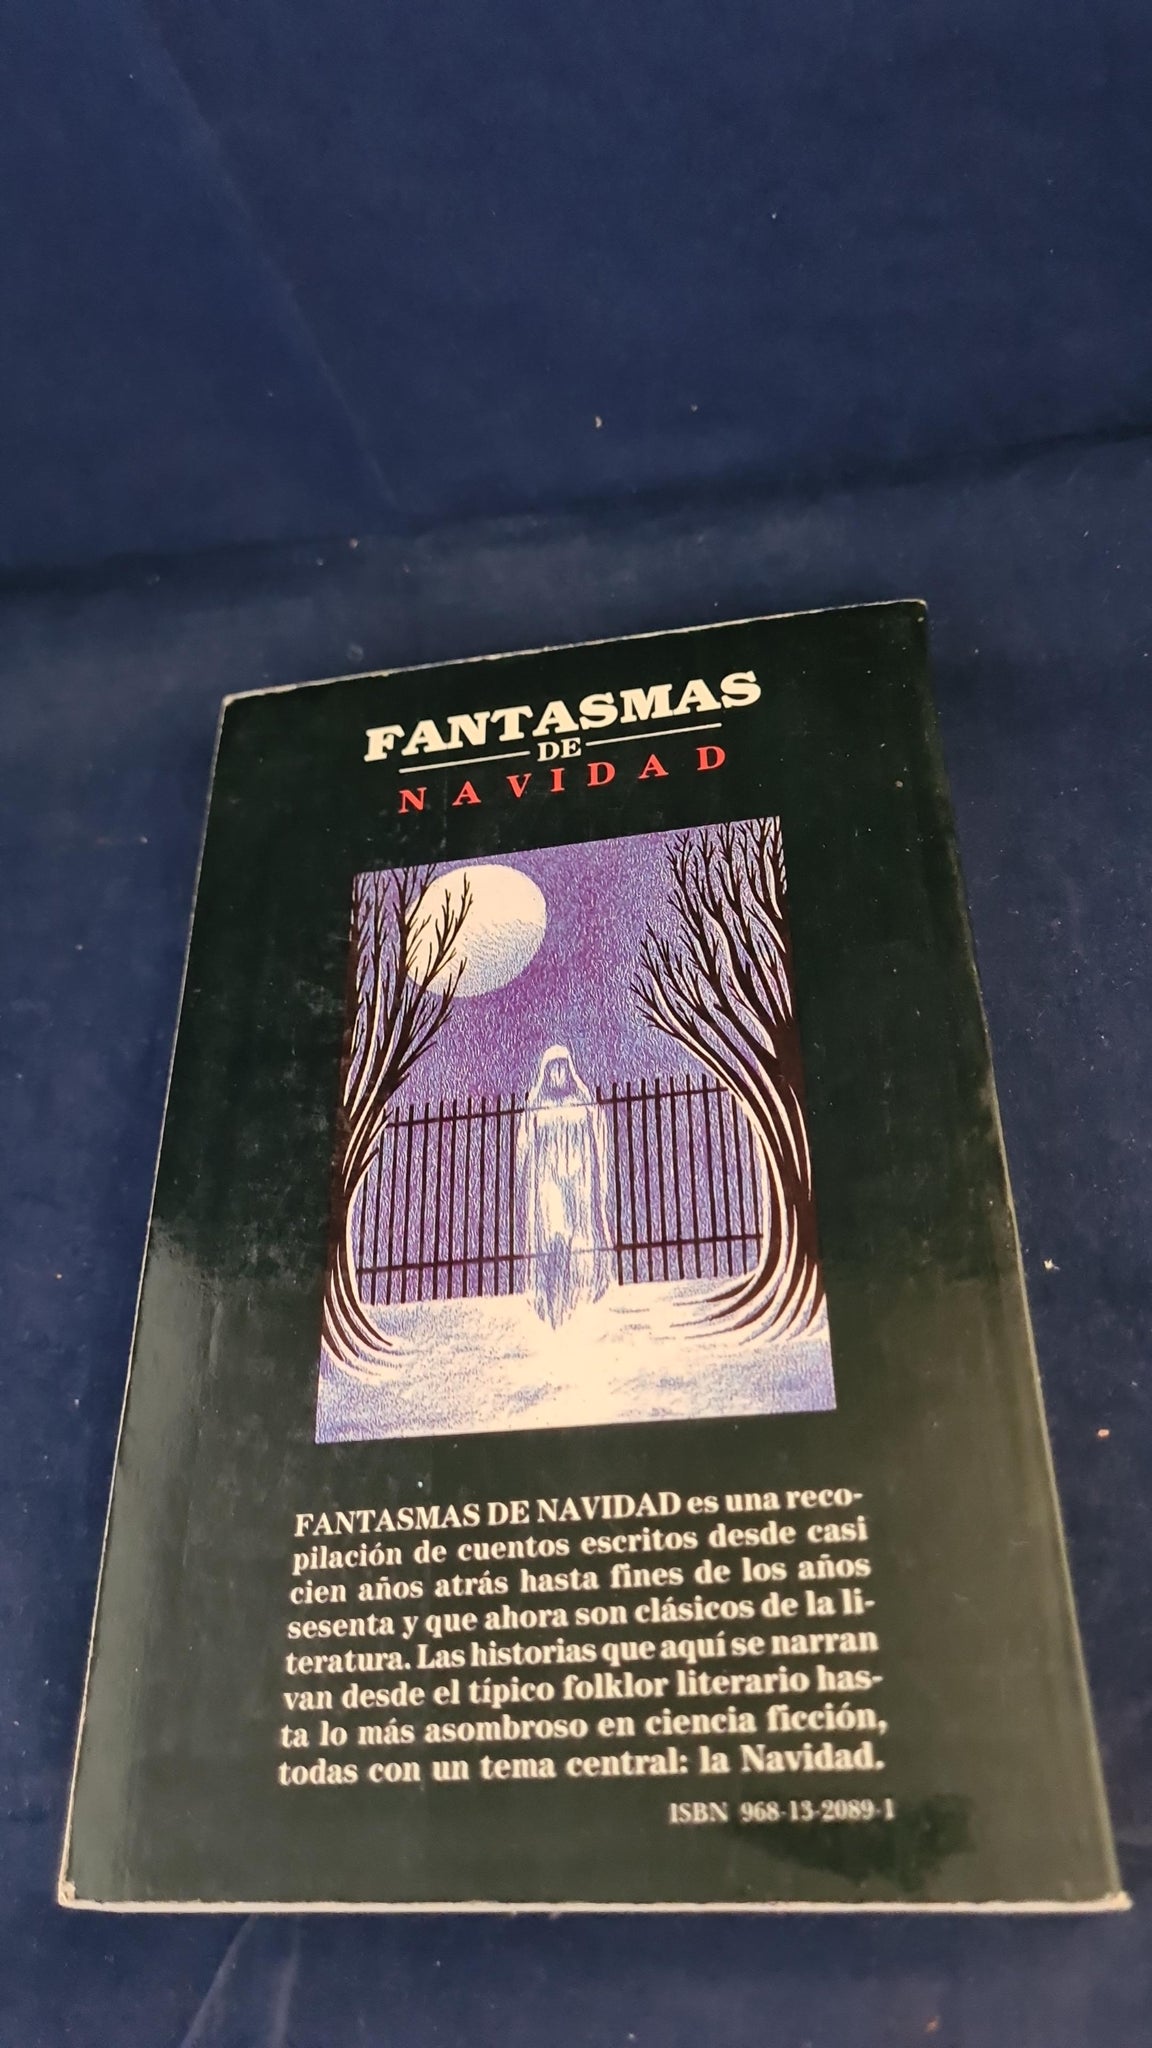 FANTASMAS
DE
NAVIDAD
FANTASMAS DE NAVIDAD es una reco-
pilación de cuentos escritos desde casi
cien años atrás hasta fines de los años
sesenta y que ahora son clásicos de la li-
teratura. Las historias que aquí se narran
van desde el típico folklor literario has-
ta lo más asombroso en ciencia ficción,
todas con un tema central: la Navidad.
ISBN 968-13-2089-1